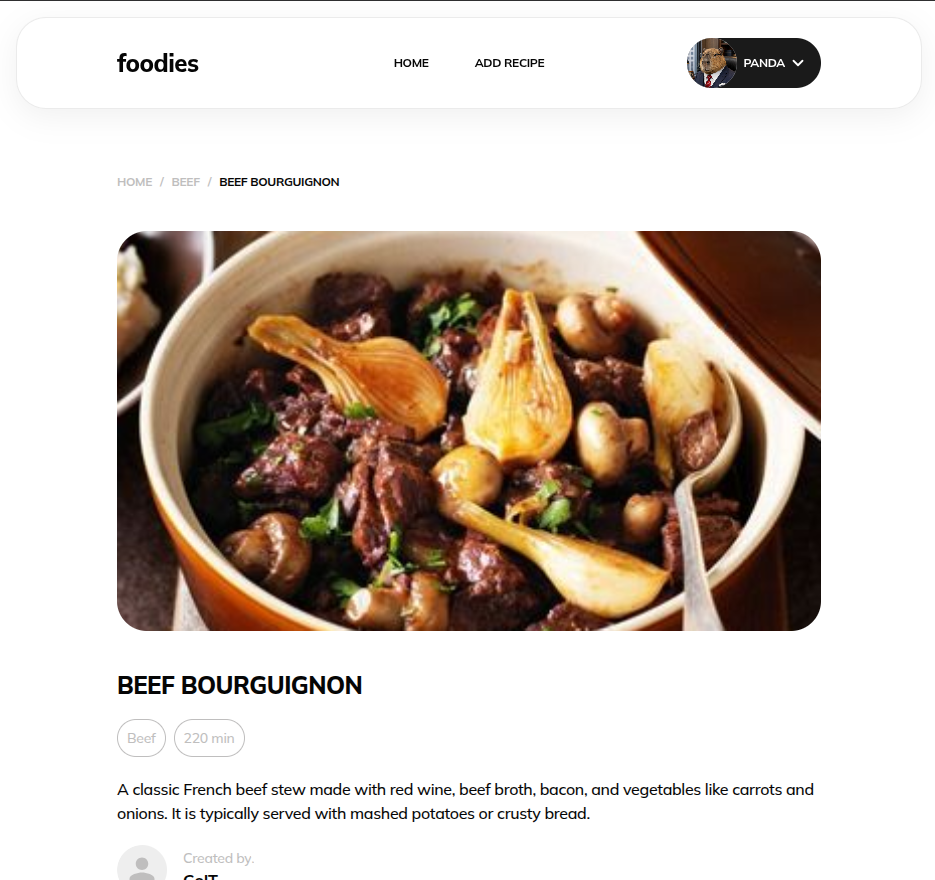 foodies
HOME
ADD RECIPE
PANDA
HOME / BEEF / BEEF BOURGUIGNON
BEEF BOURGUIGNON
Beef
220 min
A classic French beef stew made with red wine, beef broth, bacon, and vegetables like carrots and
onions. It is typically served with mashed potatoes or crusty bread.
Created by.
GoIT